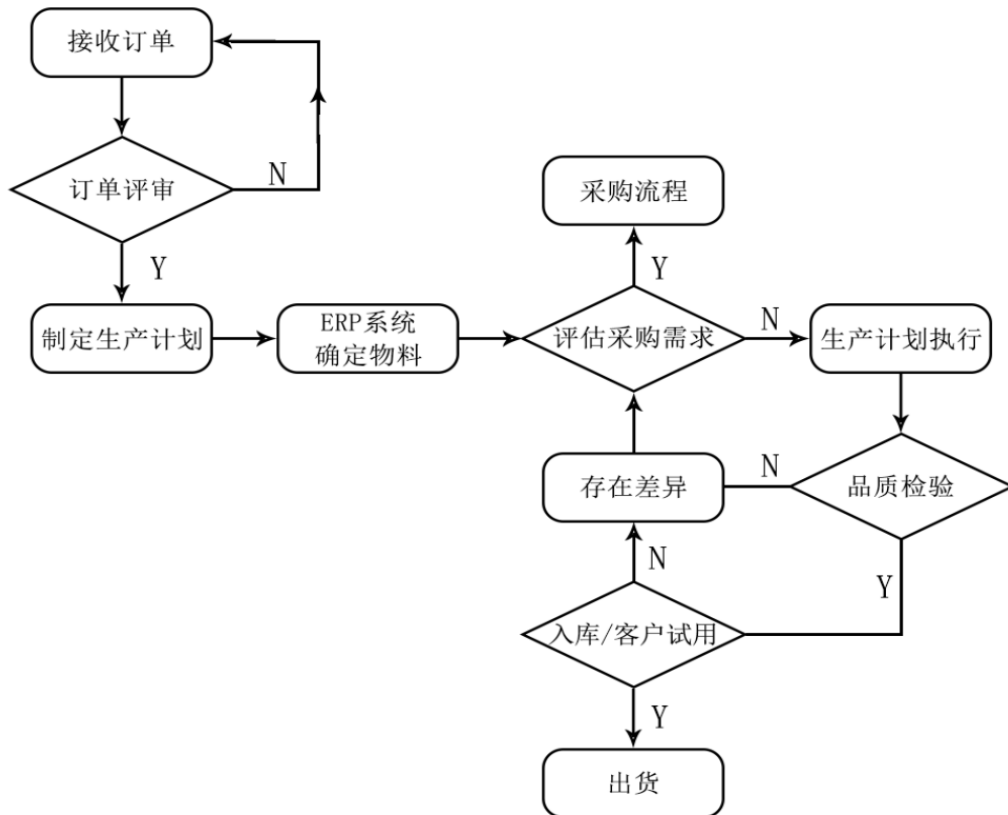 接收订单
订单评审
N
Y
制定生产计划
ERP系统
确定物料
采购流程
Y
评估采购需求
N
生产计划执行
品质检验
N
存在差异
Y
N
入库/客户试用
Y
出货